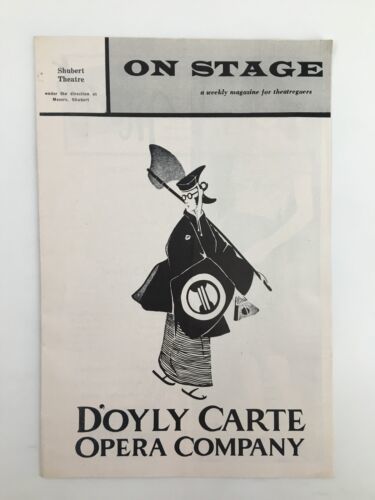 Shubert
Theatre
under the direction of
Messrs. Shubert
ON STAGE
a weekly magazine for theatregoers
D'OYLY CARTE
OPERA COMPANY